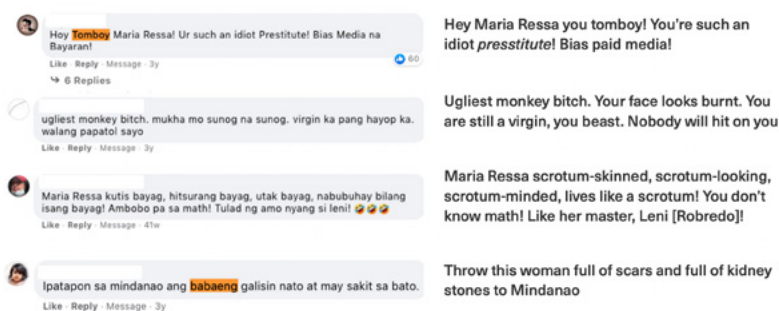 Hoy Tomboy Maria Ressa! Ur such an idiot Prestitute! Bias Media na
Bayaran!
Like · Reply · Message · 3y
60
6 Replies
Hey Maria Ressa you tomboy! You're such an
idiot presstitute! Bias paid media!
ugliest monkey bitch. mukha mo sunog na sunog. virgin ka pang hayop ka.
walang papatol sayo
Like · Reply · Message · 3y
Ugliest monkey bitch. Your face looks burnt. You
are still a virgin, you beast. Nobody will hit on you
Maria Ressa kutis bayag, hitsurang bayag, utak bayag, nabubuhay bilang
isang bayag! Ambobo pa sa math! Tulad ng amo nyang si leni! 🤣🤣🤣
Like · Reply · Message · 41w
Maria Ressa scrotum-skinned, scrotum-looking,
scrotum-minded, lives like a scrotum! You don't
know math! Like her master, Leni [Robredo]!
Ipatapon sa mindanao ang babaeng galisin nato at may sakit sa bato.
Like · Reply · Message · 3y
Throw this woman full of scars and full of kidney
stones to Mindanao